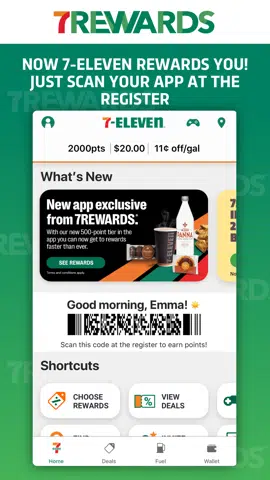 7REWARDS
NOW 7-ELEVEN REWARDS YOU!
JUST SCAN YOUR APP AT THE
REGISTER
7-ELEVEN
2000pts | $20.00 | 11¢ off/gal
What's New
New app exclusive
from 7REWARDS.
With our new 500-point tier in the
app you can now get to rewards
faster than ever.
SEE REWARDS
Terms and conditions apply.
Good morning, Emma!
Scan this code at the register to earn points!
Shortcuts
CHOOSE
REWARDS
VIEW
DEALS
Home
Deals
Fuel
Wallet
7REWARDS